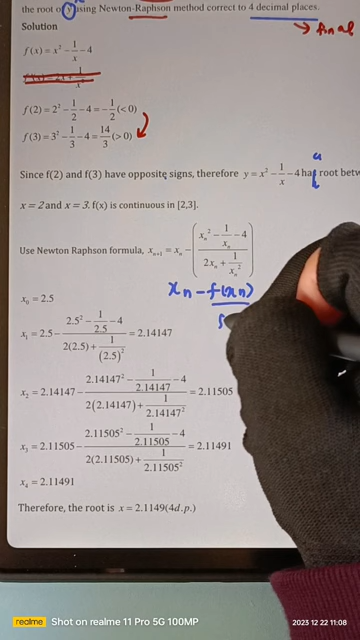 the root of y using Newton-Raphson method correct to 4 decimal places.
→ final
Solution
f(x) = x² − 1/x − 4
f(2) = 2² − 1/2 − 4 = −1/2 (<0)
f(3) = 3² − 1/3 − 4 = 14/3 (>0)
Since f(2) and f(3) have opposite signs, therefore y = x² − 1/x − 4 has a root
x = 2 and x = 3. f(x) is continuous in [2,3].
Use Newton Raphson formula, xₙ₊₁ = xₙ − ((xₙ² − 1/xₙ − 4)/(2xₙ + 1/xₙ²))
xₙ − f(xₙ)
x₀ = 2.5
x₁ = 2.5 − (2.5² − 1/2.5 − 4)/(2(2.5) + 1/(2.5)²) = 2.14147
x₂ = 2.14147 − (2.14147² − 1/2.14147 − 4)/(2(2.14147) + 1/2.14147²) = 2.11505
x₃ = 2.11505 − (2.11505² − 1/2.11505 − 4)/(2(2.11505) + 1/2.11505²) = 2.11491
x₄ = 2.11491
Therefore, the root is x = 2.1149(4d.p.)
realme Shot on realme 11 Pro 5G 100MP 2023 12 22 11:08